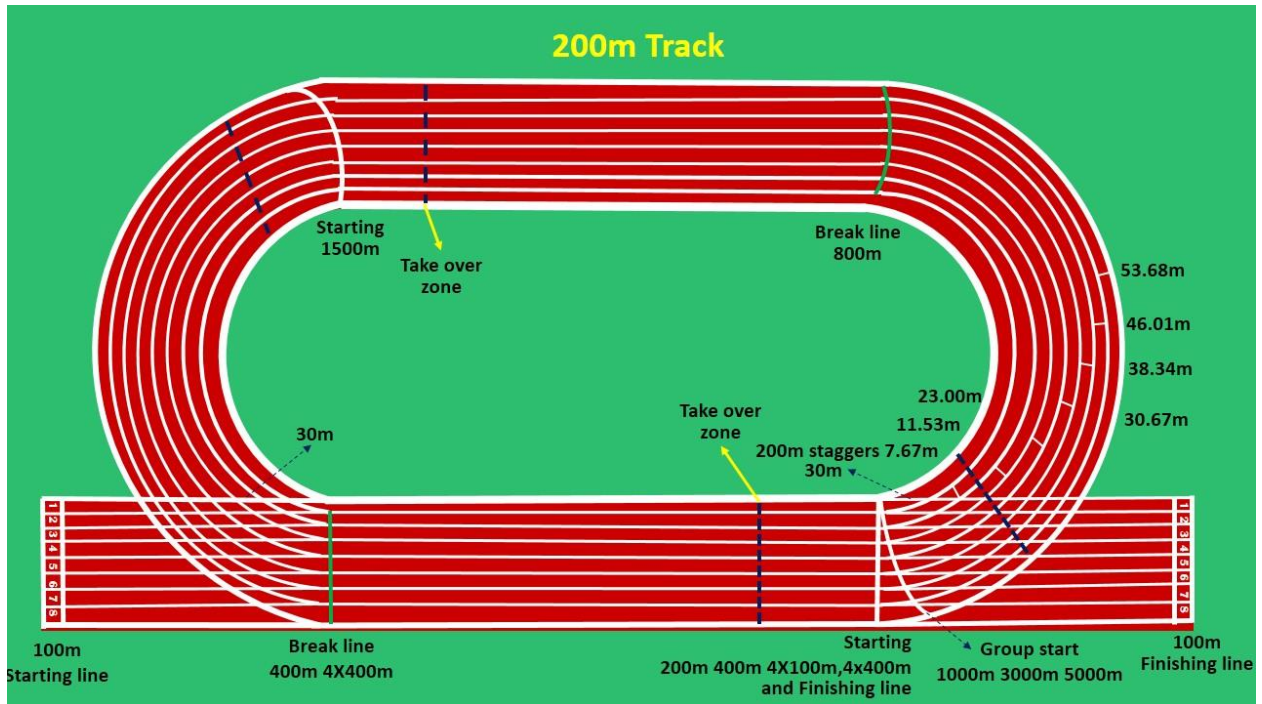 200m Track
Starting
1500m
Take over
zone
Break line
800m
53.68m
46.01m
38.34m
30.67m
23.00m
11.53m
200m staggers 7.67m
30m
Take over
zone
30m
1
2
3
4
5
6
7
8
1
2
3
4
5
6
7
8
100m
Starting line
Break line
400m 4X400m
Starting
200m 400m 4X100m,4x400m
and Finishing line
Group start
1000m 3000m 5000m
100m
Finishing line